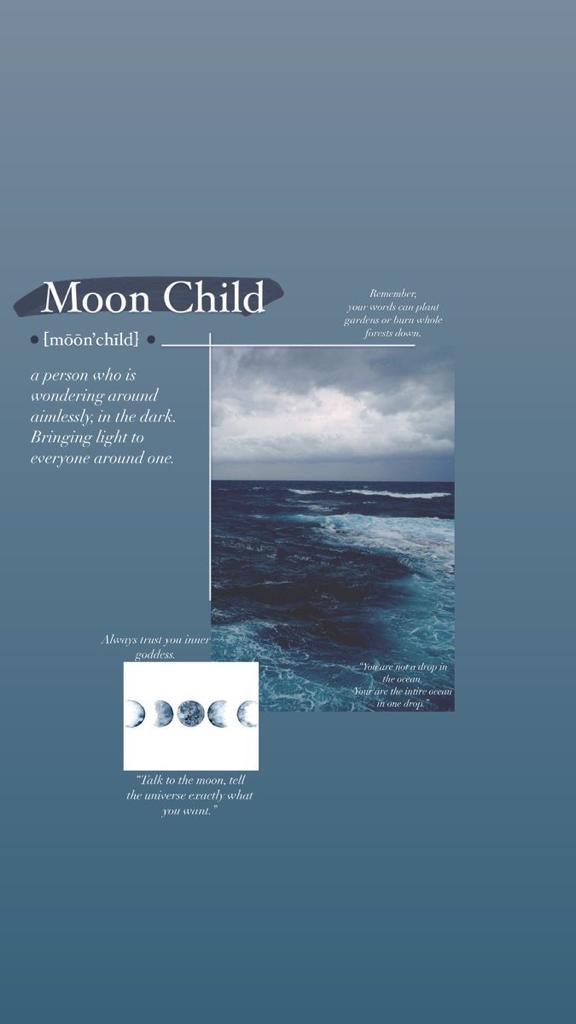 Moon Child
[mōōn’chīld}
a person who is
wondering around
aimlessly, in the dark.
Bringing light to
everyone around one.
Remember,
your words can plant
gardens or burn whole
forests down.
Always trust you inner
goddess.
“You are not a drop in
the ocean
Your are the intire ocean
in one drop.”
“Talk to the moon, tell
the universe exactly what
you want.”